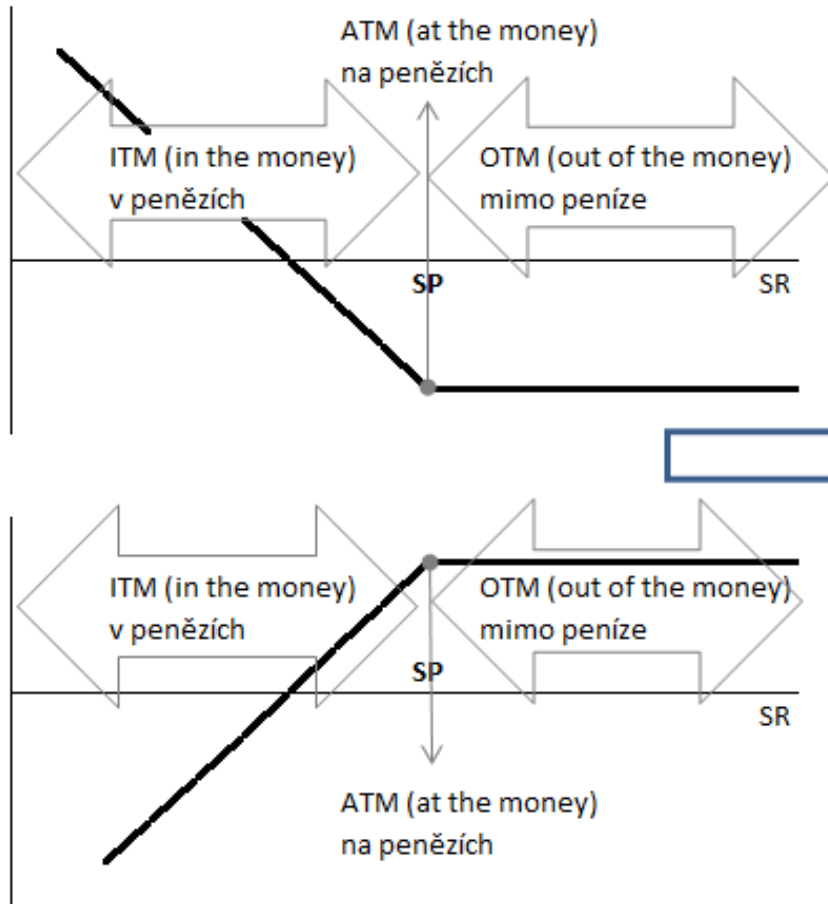 ATM (at the money)
na penězích
ITM (in the money)
v penězích
OTM (out of the money)
mimo peníze
SP
SR
ITM (in the money)
v penězích
OTM (out of the money)
mimo peníze
SP
SR
ATM (at the money)
na penězích